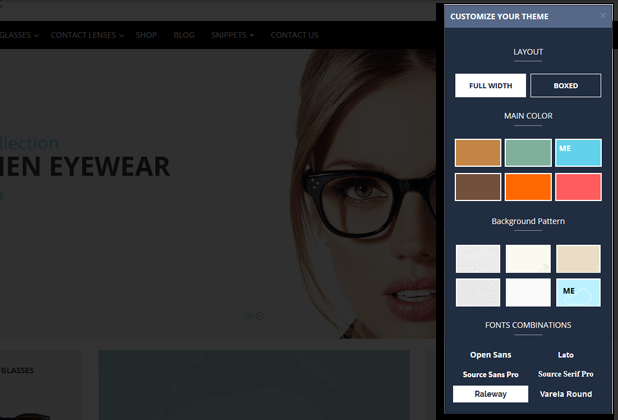 GLASSES CONTACT LENSES SHOP BLOG SNIPPETS CONTACT US
llection
EN EYEWEAR
GLASSES
CUSTOMIZE YOUR THEME ×
LAYOUT
FULL WIDTH BOXED
MAIN COLOR
ME
Background Pattern
ME
FONTS COMBINATIONS
Open Sans Lato
Source Sans Pro Source Serif Pro
Raleway Varela Round